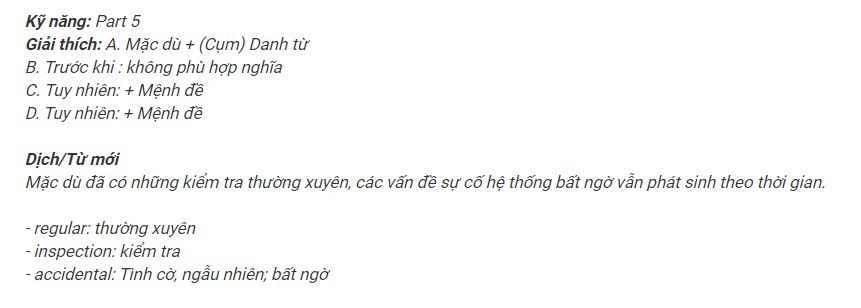 Kỹ năng: Part 5
Giải thích: A. Mặc dù + (Cụm) Danh từ
B. Trước khi : không phù hợp nghĩa
C. Tuy nhiên: + Mệnh đề
D. Tuy nhiên: + Mệnh đề
Dịch/Từ mới
Mặc dù đã có những kiểm tra thường xuyên, các vấn đề sự cố hệ thống bất ngờ vẫn phát sinh theo thời gian.
- regular: thường xuyên
- inspection: kiểm tra
- accidental: Tình cờ, ngẫu nhiên; bất ngờ